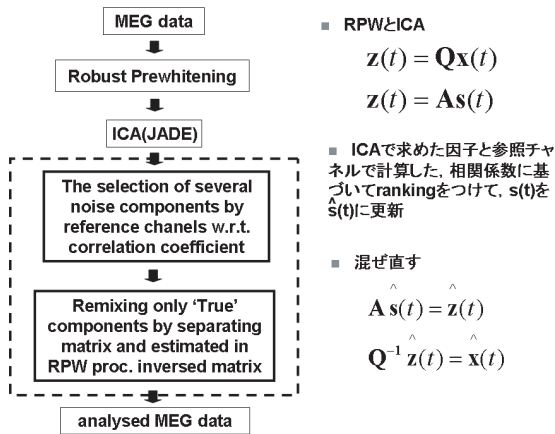 MEG data
Robust Prewhitening
ICA(JADE)
The selection of several
noise components by
reference chanels w.r.t.
correlation coefficient
Remixing only ‘True’
components by separating
matrix and estimated in
RPW proc. inversed matrix
analysed MEG data
RPWとICA
z(t) = Qx(t)
z(t) = As(t)
ICAで求めた因子と参照チャ
ネルで計算した，相関係数に基
づいてrankingをつけて，s(t)を
ŝ(t)に更新
混ぜ直す
A ŝ(t) = ẑ(t)
Q⁻¹ ẑ(t) = x̂(t)